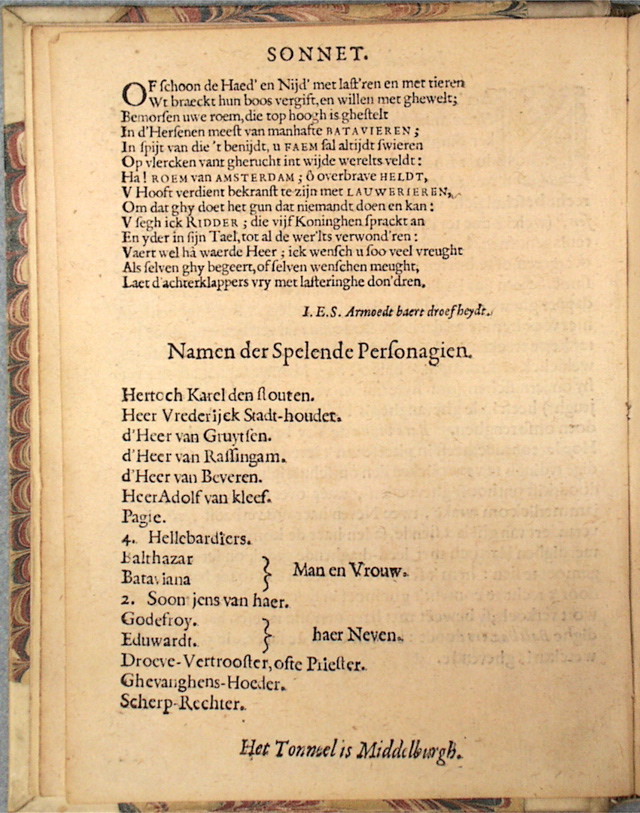 SONNET.
OF schoon de Haed' en Nijd' met last'ren en met tieren
Wt braeckt hun boos vergift, en willen met ghewelt;
Bemorsen uwe roem, die top hoogh is ghestelt
In d'Hersenen meest van manhafte BATAVIEREN;
In spijt van die 't benijdt, u FAEM sal altijdt swieren
Op vlercken vant gherucht int wijde werelts veldt:
Ha! ROEM van AMSTERDAM; ô overbrave HELDT,
V Hooft verdient bekranst te zijn met LAUWERIEREN,
Om dat ghy doet het gun dat niemandt doen en kan:
V segh ick RIDDER; die vijf Koninghen sprackt an
En yder in sijn Tael, tot al de wer'lts verwond'ren:
Vaert wel hà waerde Heer; ick wensch u soo veel vreught
Als selven ghy begeert, of selven wenschen meught,
Laet d'achterklappers vry met lasteringhe don'dren.
I. E. S. Armoedt baert droefheydt.
Namen der Spelende Personagien.
Hertoch Karel den stouten.
Heer Vrederijck Stadt-houder.
d'Heer van Gruytsen.
d'Heer van Rassingam.
d'Heer van Beveren.
Heer Adolf van kleef.
Pagie.
4. Hellebardiers.
Balthazar
Bataviana } Man en Vrouw.
2. Soontjens van haer.
Godefroy.
Eduwardt. } haer Neven.
Droeve-Vertrooster, ofte Priester.
Ghevanghens-Hoeder.
Scherp-Rechter.
Het Tonneel is Middelburgh.